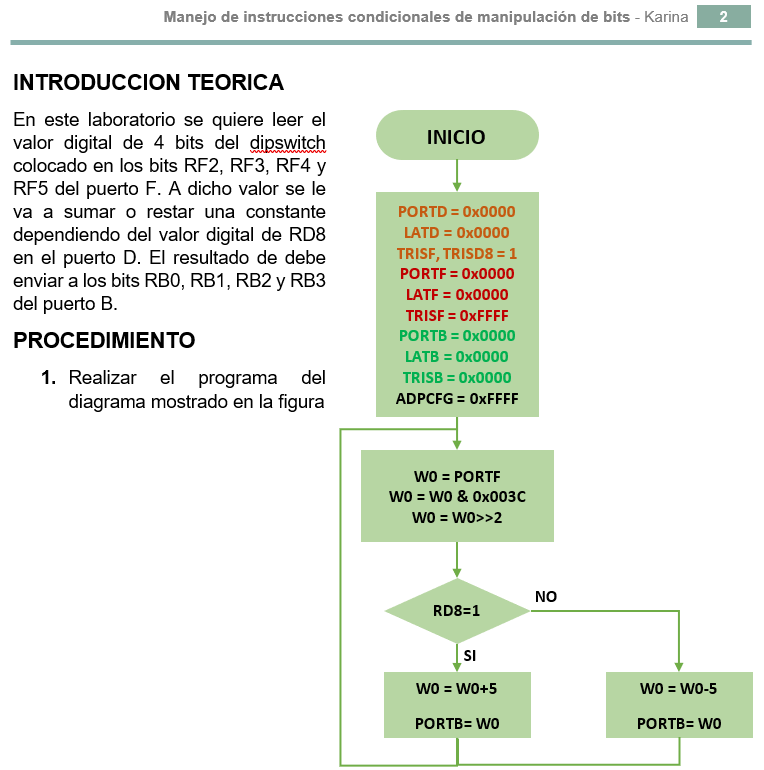 Manejo de instrucciones condicionales de manipulación de bits - Karina 2
INTRODUCCION TEORICA
En este laboratorio se quiere leer el
valor digital de 4 bits del dipswitch
colocado en los bits RF2, RF3, RF4 y
RF5 del puerto F. A dicho valor se le
va a sumar o restar una constante
dependiendo del valor digital de RD8
en el puerto D. El resultado de debe
enviar a los bits RB0, RB1, RB2 y RB3
del puerto B.
PROCEDIMIENTO
1. Realizar el programa del
diagrama mostrado en la figura
INICIO
PORTD = 0x0000
LATD = 0x0000
TRISF, TRISD8 = 1
PORTF = 0x0000
LATF = 0x0000
TRISF = 0xFFFF
PORTB = 0x0000
LATB = 0x0000
TRISB = 0x0000
ADPCFG = 0xFFFF
W0 = PORTF
W0 = W0 & 0x003C
W0 = W0>>2
RD8=1
NO
SI
W0 = W0+5
PORTB= W0
W0 = W0-5
PORTB= W0